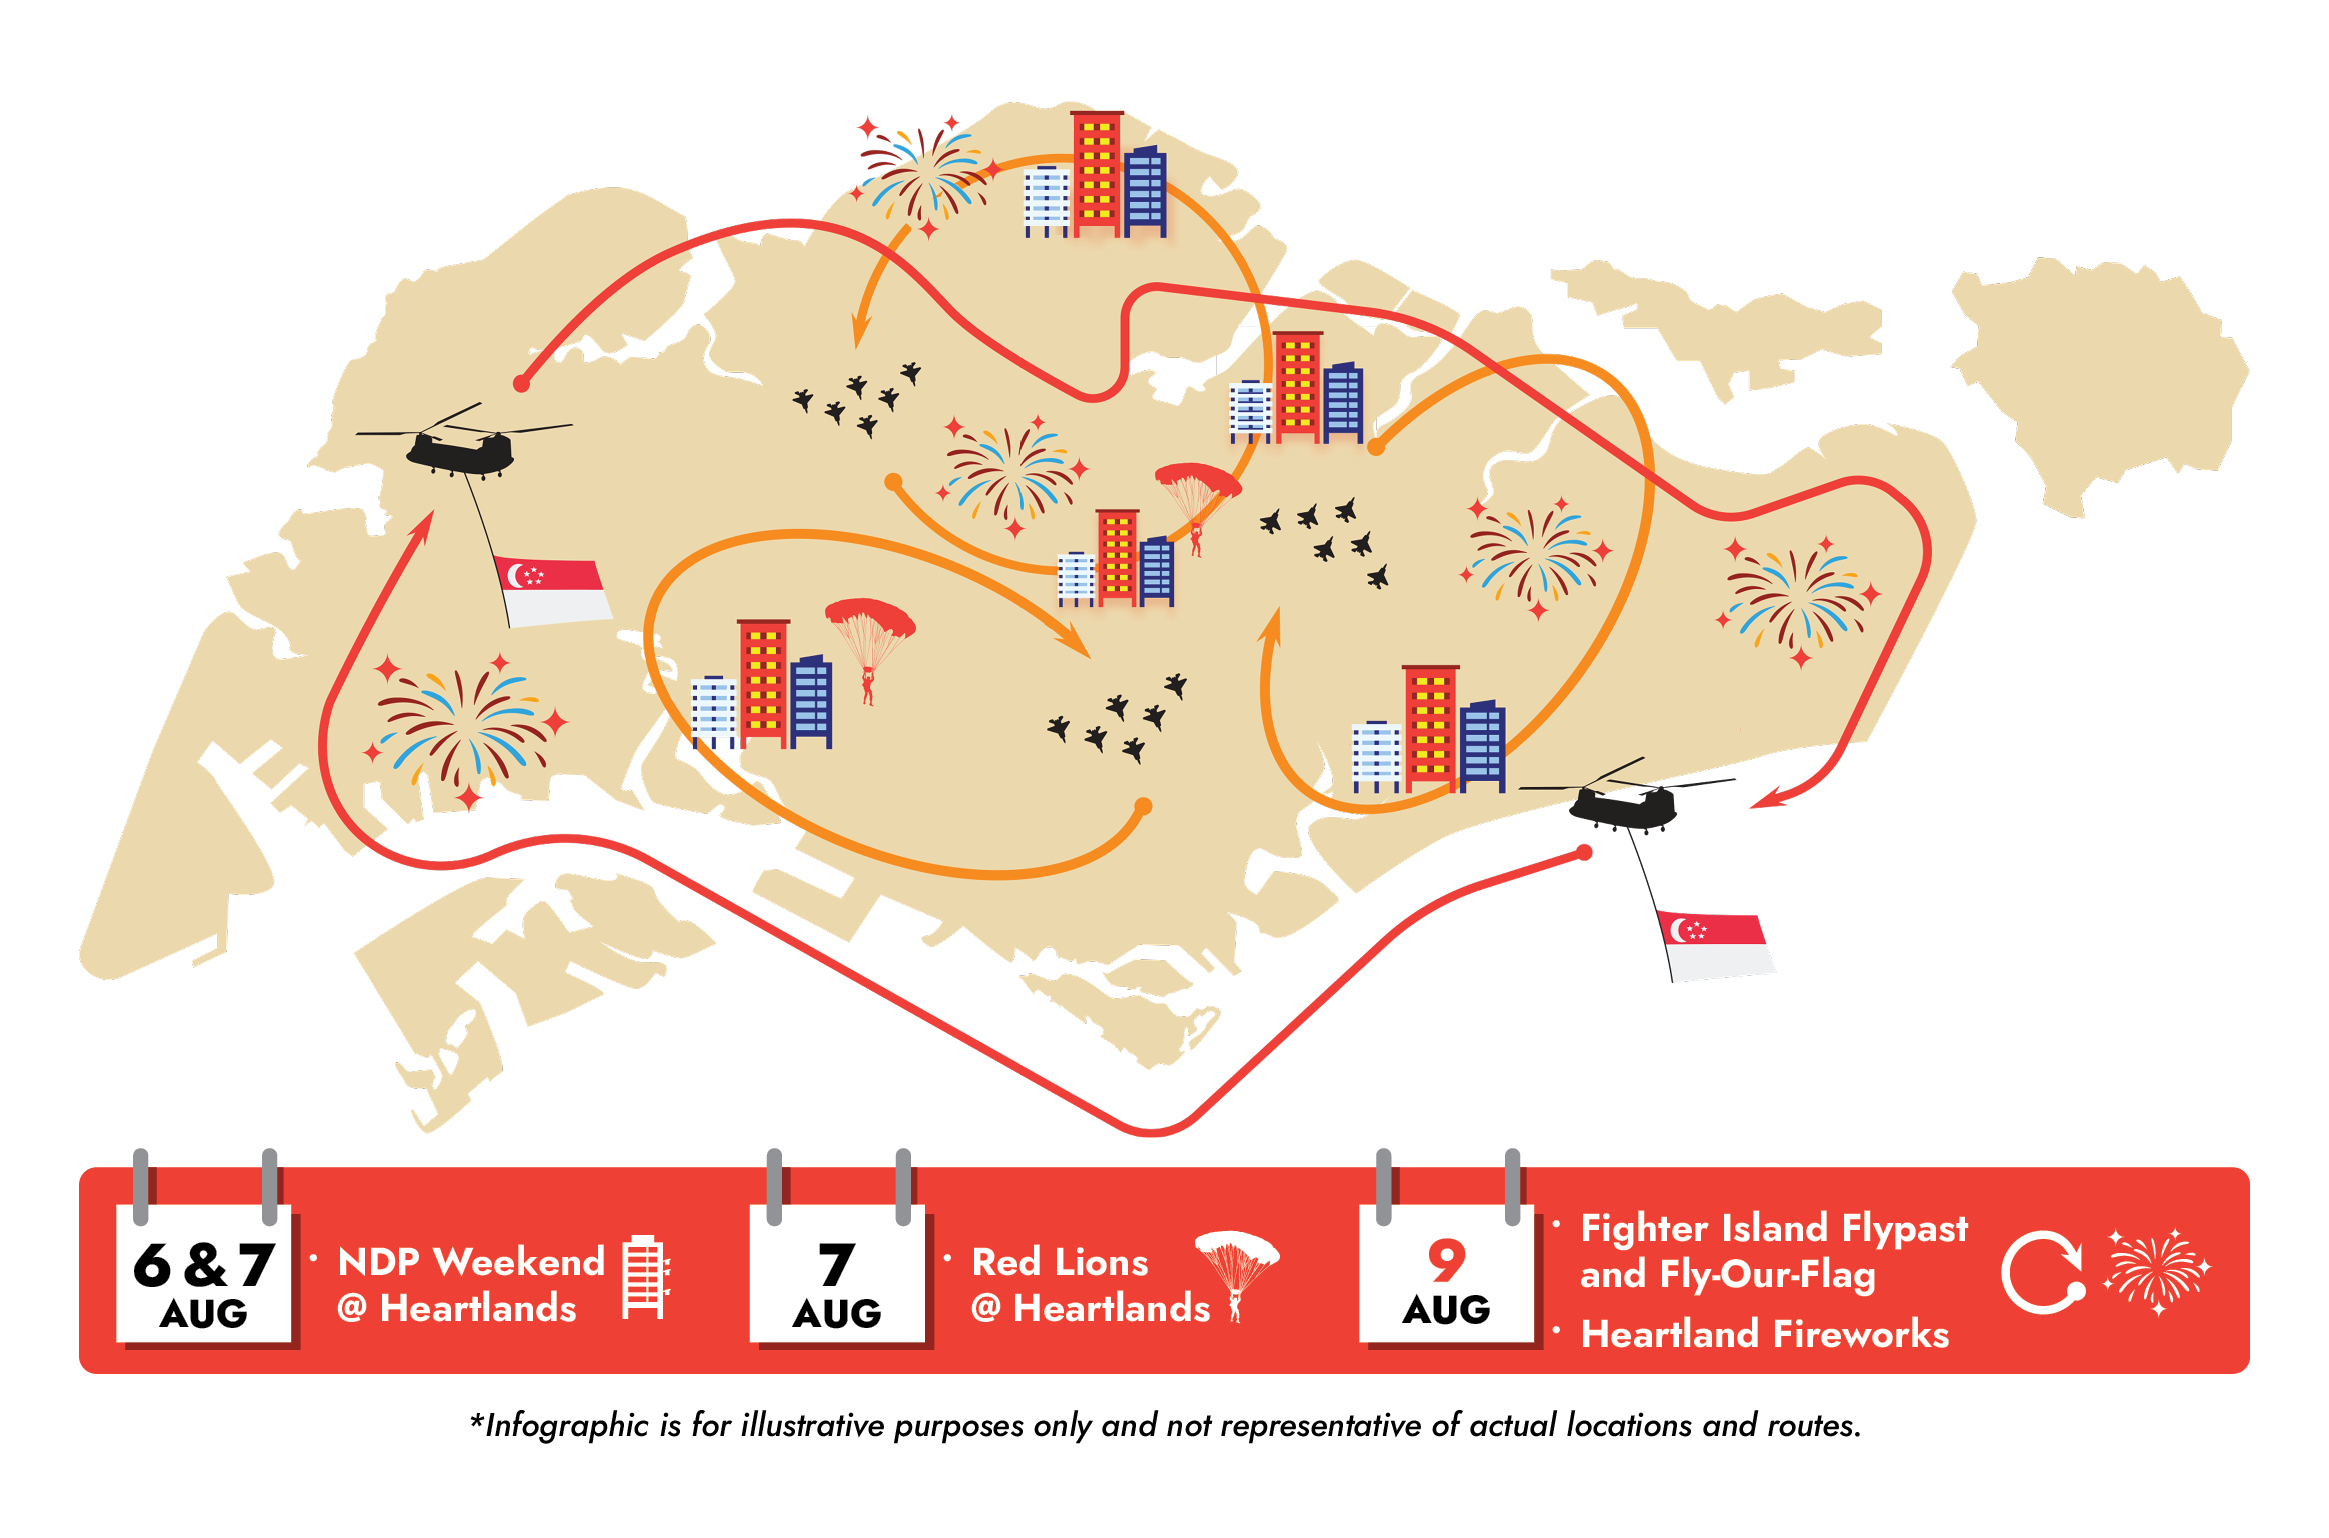 6 & 7
AUG
• NDP Weekend
@ Heartlands
7
AUG
• Red Lions
@ Heartlands
9
AUG
• Fighter Island Flypast
and Fly-Our-Flag
• Heartland Fireworks
*Infographic is for illustrative purposes only and not representative of actual locations and routes.